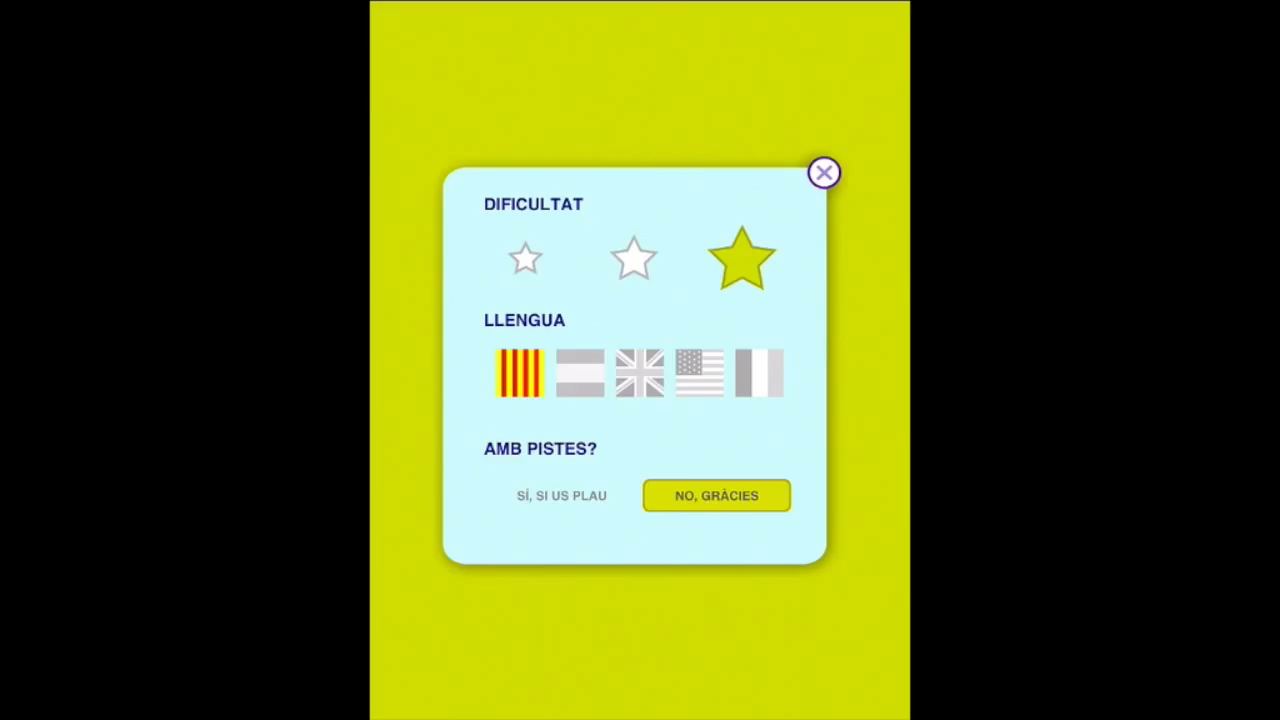 DIFICULTAT
LLENGUA
AMB PISTES?
SÍ, SI US PLAU
NO, GRÀCIES